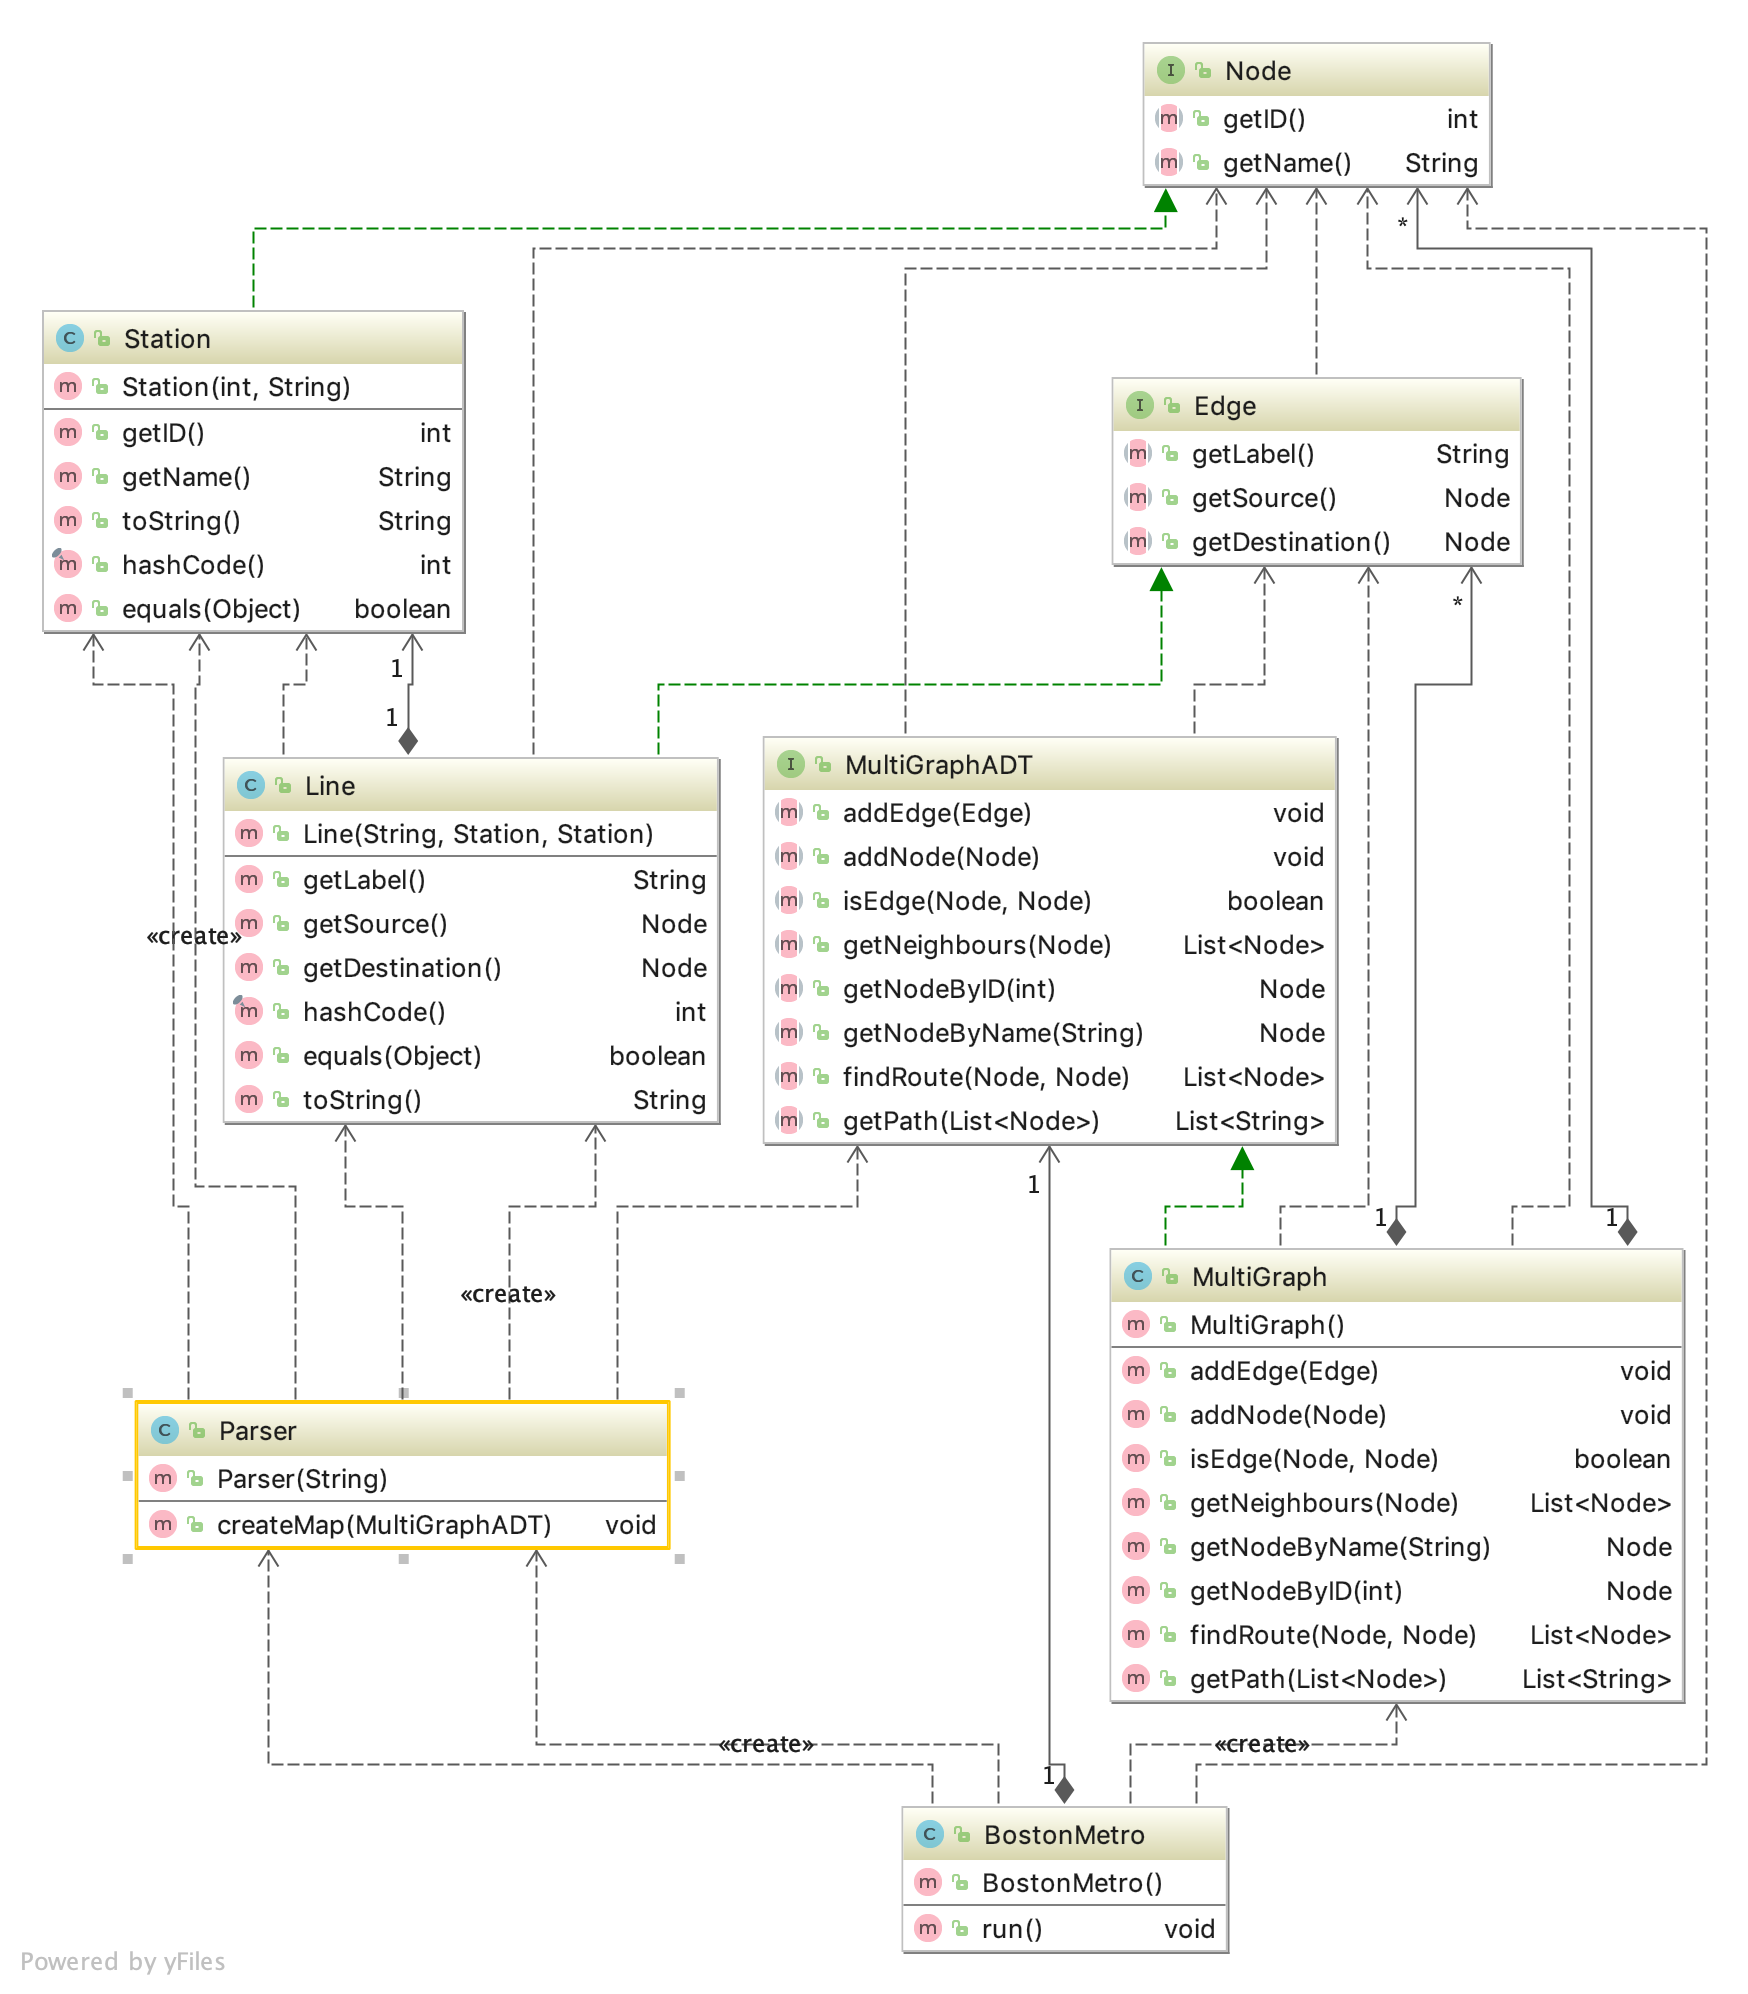 Node
getID() int
getName() String
*
Station
Station(int, String)
getID() int
getName() String
toString() String
hashCode() int
equals(Object) boolean
Edge
getLabel() String
getSource() Node
getDestination() Node
*
1
1
Line
Line(String, Station, Station)
getLabel() String
getSource() Node
getDestination() Node
hashCode() int
equals(Object) boolean
toString() String
«create»
MultiGraphADT
addEdge(Edge) void
addNode(Node) void
isEdge(Node, Node) boolean
getNeighbours(Node) List<Node>
getNodeByID(int) Node
getNodeByName(String) Node
findRoute(Node, Node) List<Node>
getPath(List<Node>) List<String>
1
1
1
«create»
MultiGraph
MultiGraph()
addEdge(Edge) void
addNode(Node) void
isEdge(Node, Node) boolean
getNeighbours(Node) List<Node>
getNodeByName(String) Node
getNodeByID(int) Node
findRoute(Node, Node) List<Node>
getPath(List<Node>) List<String>
Parser
Parser(String)
createMap(MultiGraphADT) void
«create»
«create»
1
BostonMetro
BostonMetro()
run() void
Powered by yFiles